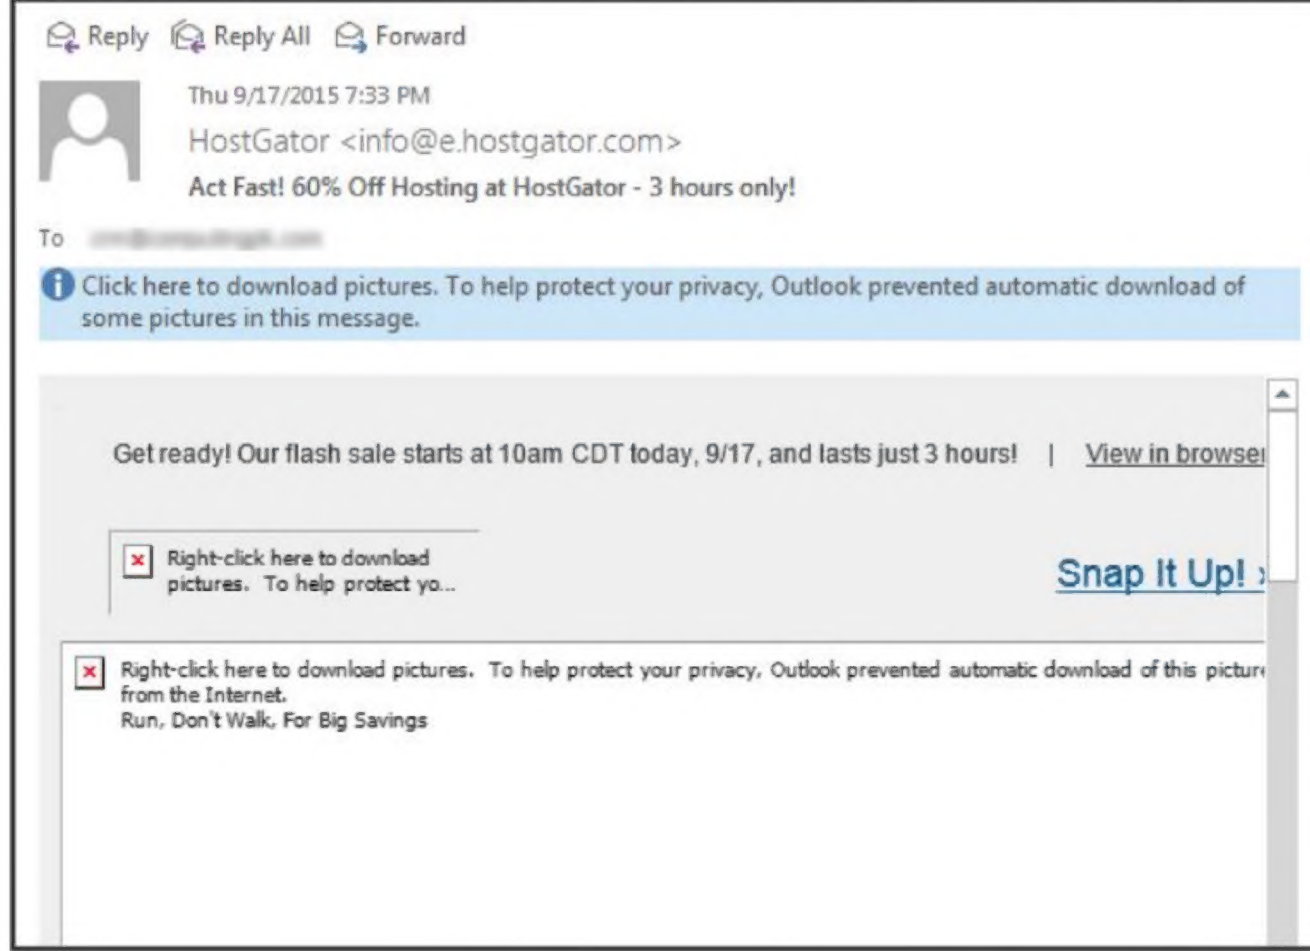 Reply Reply All Forward
Thu 9/17/2015 7:33 PM
HostGator <info@e.hostgator.com>
Act Fast! 60% Off Hosting at HostGator - 3 hours only!
To
Click here to download pictures. To help protect your privacy, Outlook prevented automatic download of
some pictures in this message.
Get ready! Our flash sale starts at 10am CDT today, 9/17, and lasts just 3 hours! | View in browser
Right-click here to download
pictures. To help protect yo...
Snap It Up! ›
Right-click here to download pictures. To help protect your privacy, Outlook prevented automatic download of this picture
from the Internet.
Run, Don't Walk, For Big Savings